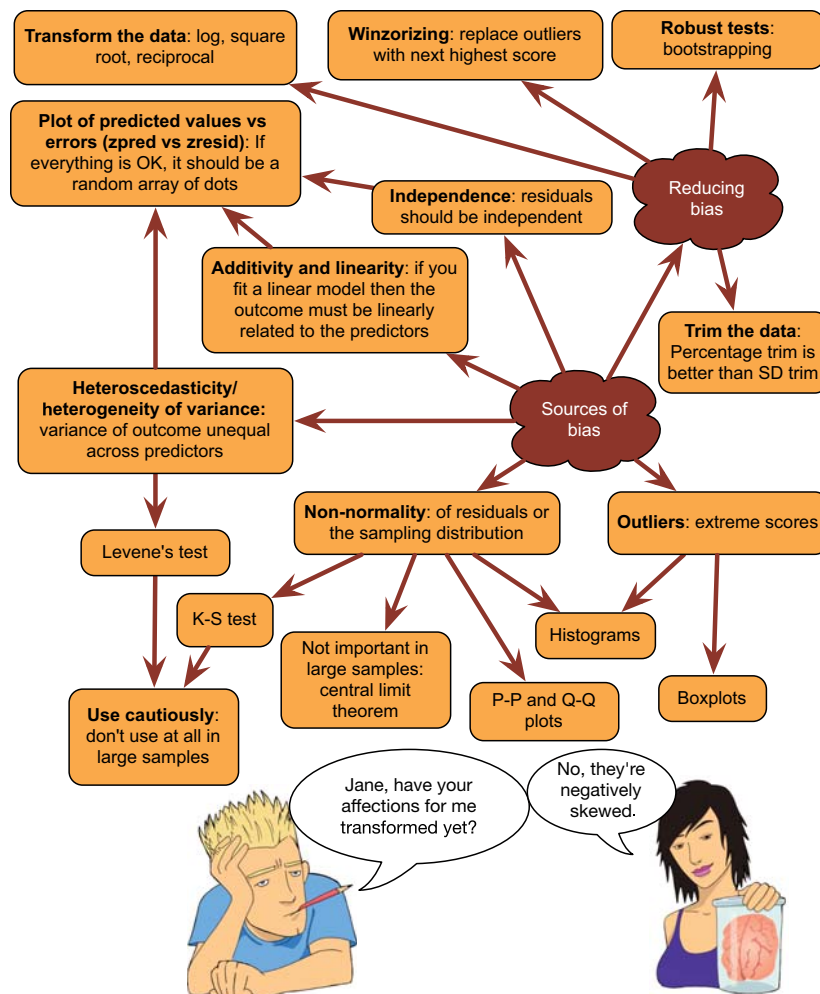 Transform the data: log, square
root, reciprocal
Winzorizing: replace outliers
with next highest score
Robust tests:
bootstrapping
Plot of predicted values vs
errors (zpred vs zresid): If
everything is OK, it should be a
random array of dots
Independence: residuals
should be independent
Reducing
bias
Additivity and linearity: if you
fit a linear model then the
outcome must be linearly
related to the predictors
Trim the data:
Percentage trim is
better than SD trim
Heteroscedasticity/
heterogeneity of variance:
variance of outcome unequal
across predictors
Sources of
bias
Non-normality: of residuals or
the sampling distribution
Outliers: extreme scores
Levene's test
K-S test
Not important in
large samples:
central limit
theorem
Histograms
P-P and Q-Q
plots
Boxplots
Use cautiously:
don't use at all in
large samples
Jane, have your
affections for me
transformed yet?
No, they're
negatively
skewed.